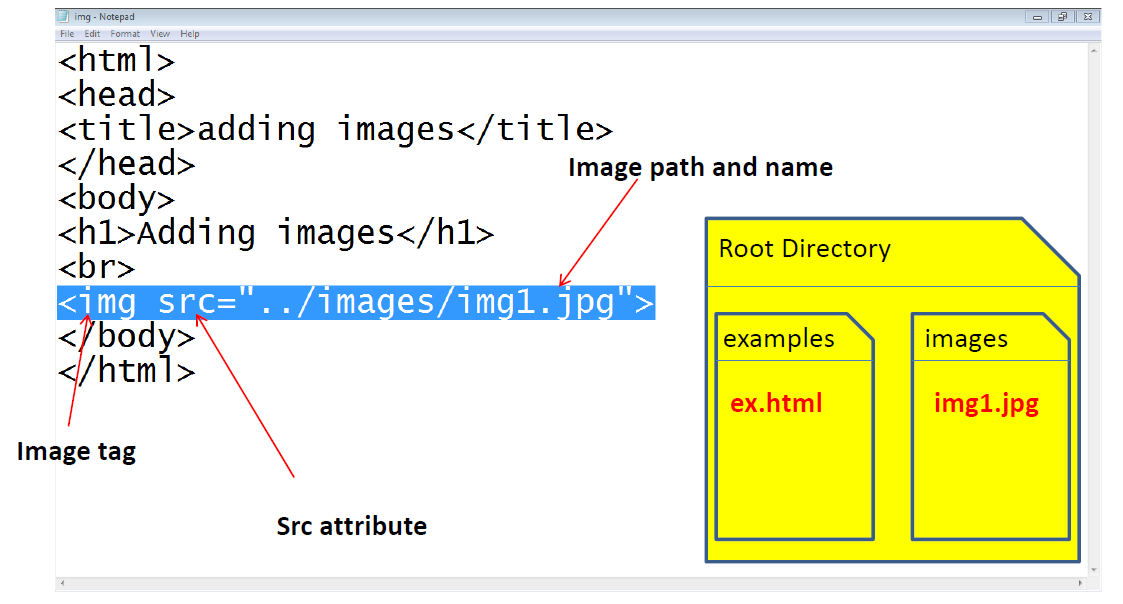 img - Notepad
File Edit Format View Help
<html>
<head>
<title>adding images</title>
</head>
<body>
<h1>Adding images</h1>
<br>
<img src="../images/img1.jpg">
</body>
</html>
Image path and name
Image tag
Src attribute
Root Directory
examples
ex.html
images
img1.jpg